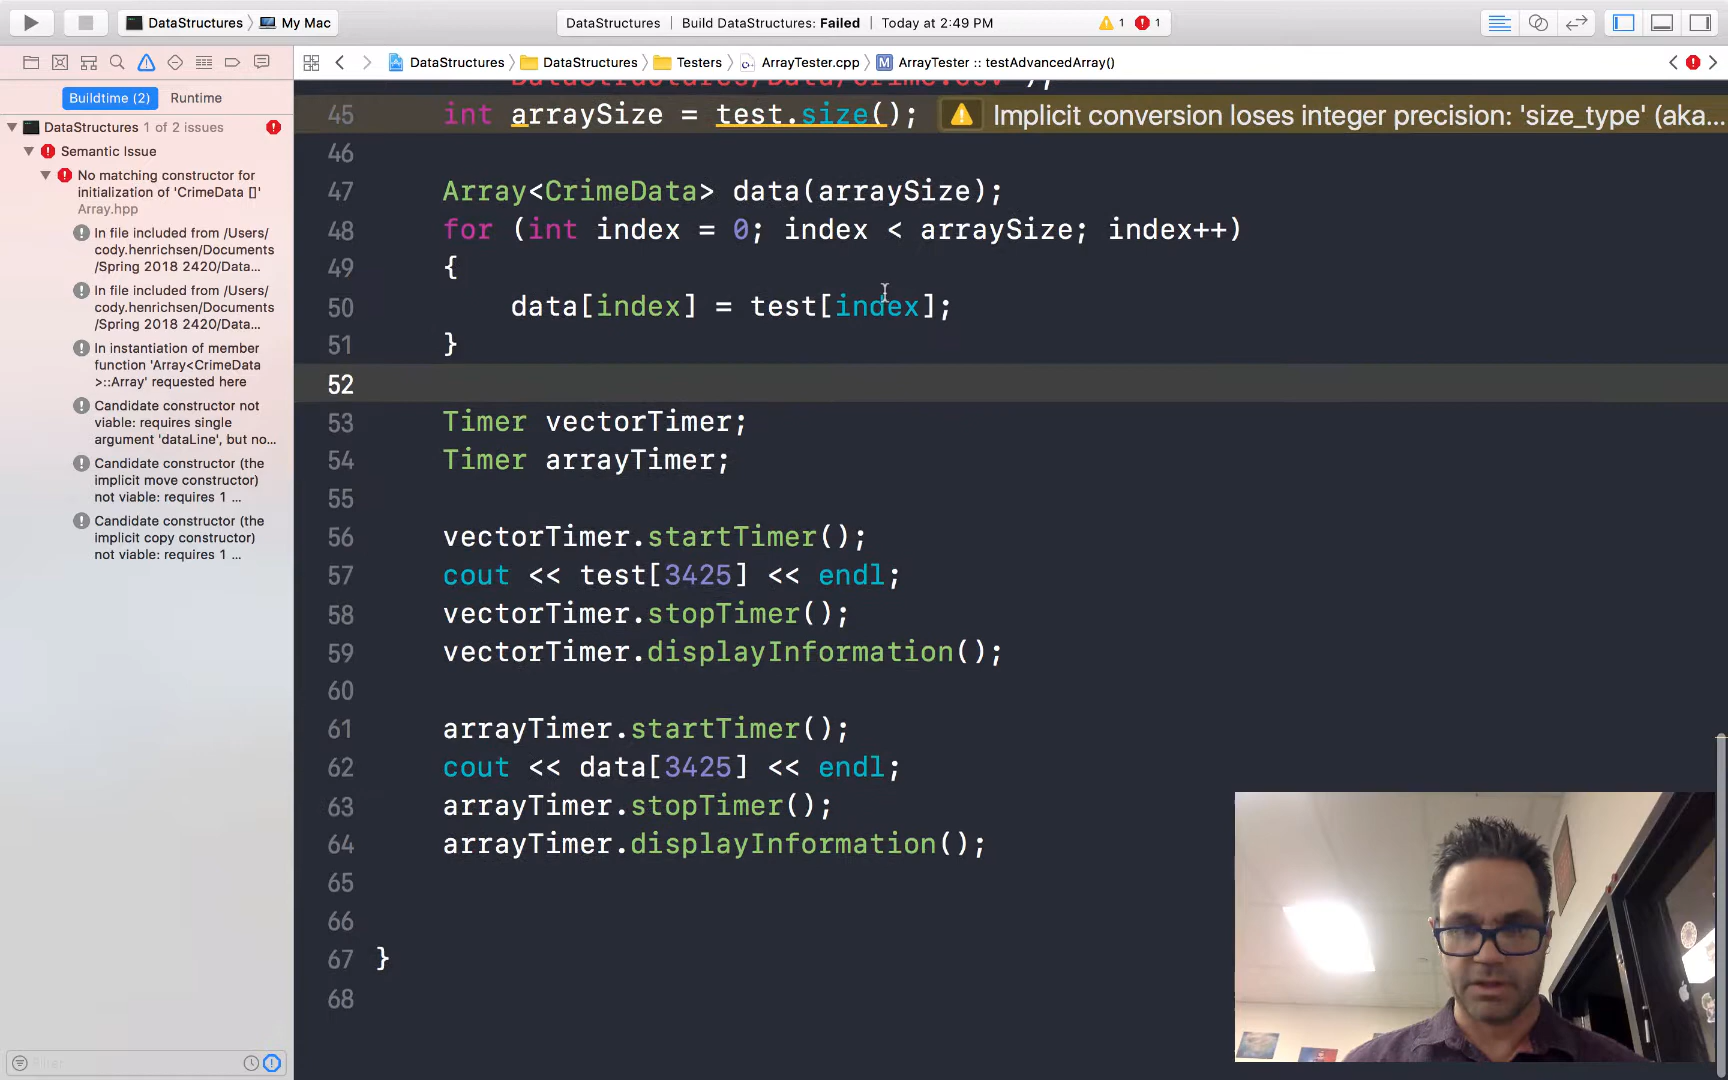 DataStructures
My Mac
DataStructures | Build DataStructures: Failed | Today at 2:49 PM
1
1
DataStructures
DataStructures
Testers
ArrayTester.cpp
M ArrayTester :: testAdvancedArray()
Buildtime (2)
Runtime
DataStructures 1 of 2 issues
Semantic Issue
No matching constructor for
initialization of 'CrimeData []'
Array.hpp
In file included from /Users/
cody.henrichsen/Documents
/Spring 2018 2420/Data...
In file included from /Users/
cody.henrichsen/Documents
/Spring 2018 2420/Data...
In instantiation of member
function 'Array<CrimeData
>::Array' requested here
Candidate constructor not
viable: requires single
argument 'dataLine', but no...
Candidate constructor (the
implicit move constructor)
not viable: requires 1 ...
Candidate constructor (the
implicit copy constructor)
not viable: requires 1 ...
Filter
45 int arraySize = test.size(); Implicit conversion loses integer precision: 'size_type' (aka...
46
47 Array<CrimeData> data(arraySize);
48 for (int index = 0; index < arraySize; index++)
49 {
50 data[index] = test[index];
51 }
52
53 Timer vectorTimer;
54 Timer arrayTimer;
55
56 vectorTimer.startTimer();
57 cout << test[3425] << endl;
58 vectorTimer.stopTimer();
59 vectorTimer.displayInformation();
60
61 arrayTimer.startTimer();
62 cout << data[3425] << endl;
63 arrayTimer.stopTimer();
64 arrayTimer.displayInformation();
65
66
67 }
68